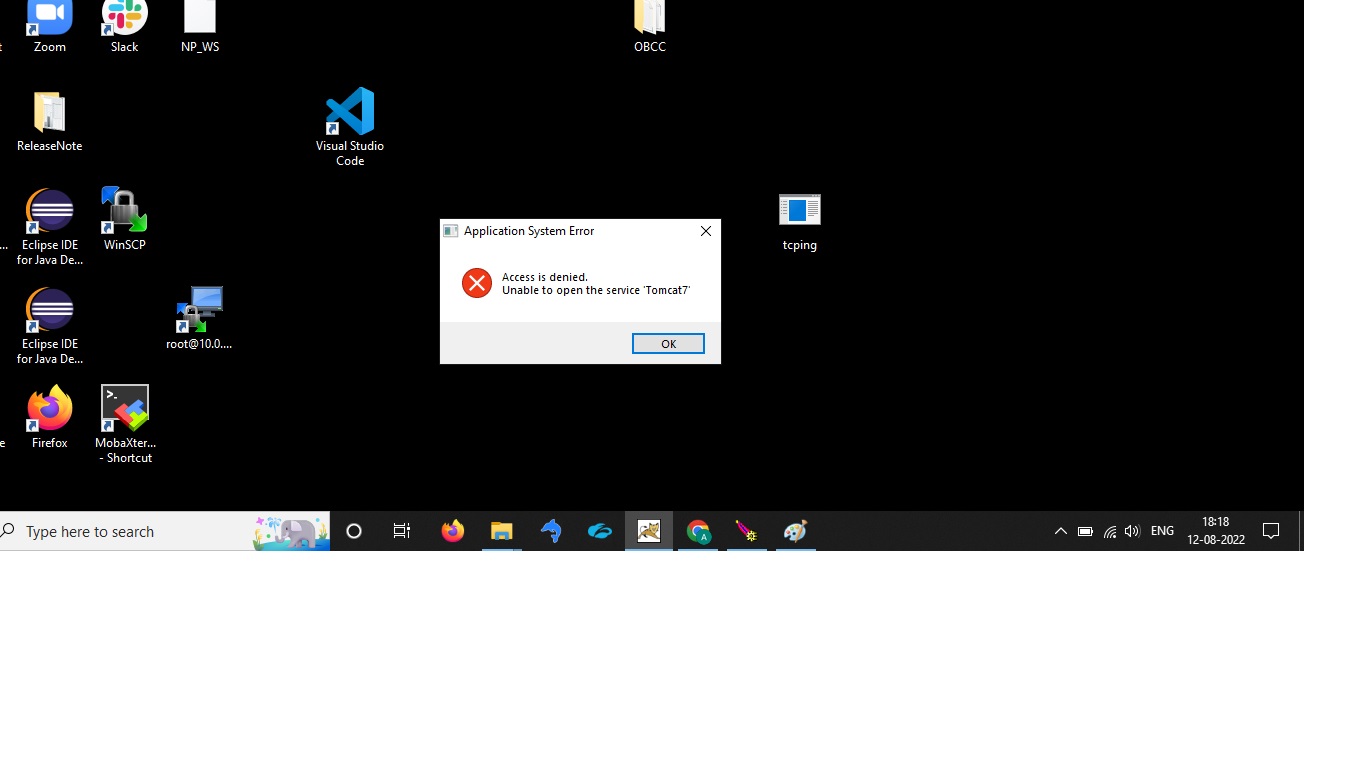 t
Zoom
Slack
NP_WS
OBCC
ReleaseNote
Visual Studio
Code
...
Eclipse IDE
for Java De...
WinSCP
Application System Error
Access is denied.
Unable to open the service 'Tomcat7'
OK
tcping
Eclipse IDE
for Java De...
root@10.0....
e
Firefox
>.
MobaXter...
- Shortcut
Type here to search
A
ENG
18:18
12-08-2022